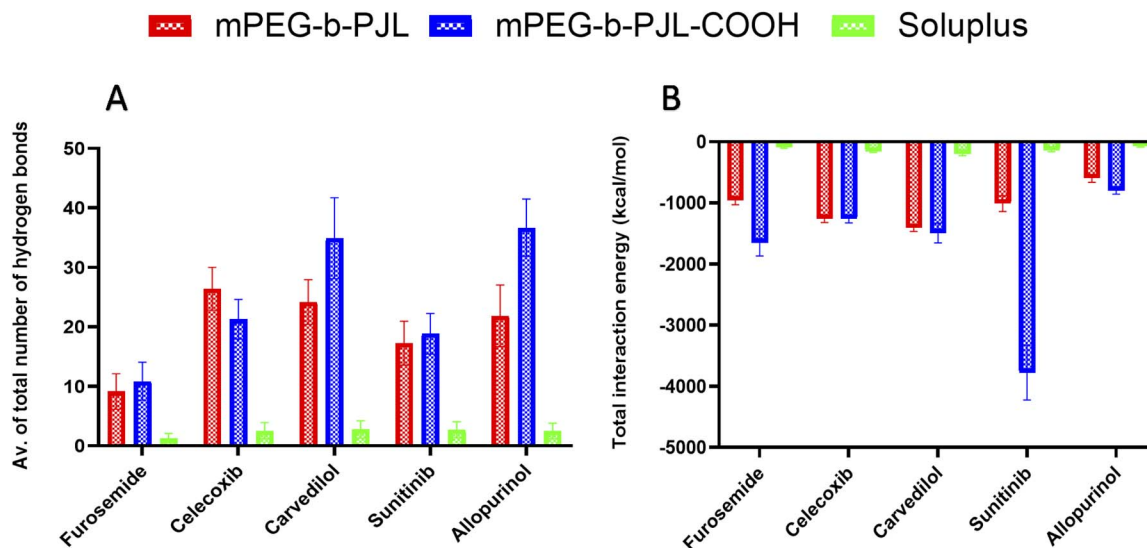 mPEG-b-PJL mPEG-b-PJL-COOH Soluplus
A
Av. of total number of hydrogen bonds
50
40
30
20
10
0
Furosemide
Celecoxib
Carvedilol
Sunitinib
Allopurinol
B
Total interaction energy (kcal/mol)
0
-1000
-2000
-3000
-4000
-5000
Furosemide
Celecoxib
Carvedilol
Sunitinib
Allopurinol